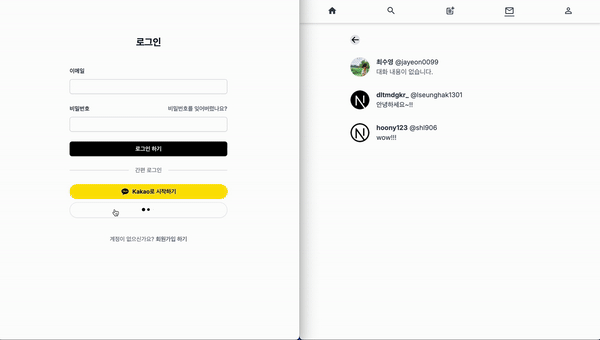 로그인
이메일
비밀번호 비밀번호를 잊어버렸나요?
로그인 하기
간편 로그인
Kakao로 시작하기
계정이 없으신가요? 회원가입 하기
최수영 @jayeon0099
대화 내용이 없습니다.
dltmdgkr_ @lseunghak1301
안녕하세요~!!
hoony123 @shl906
wow!!!